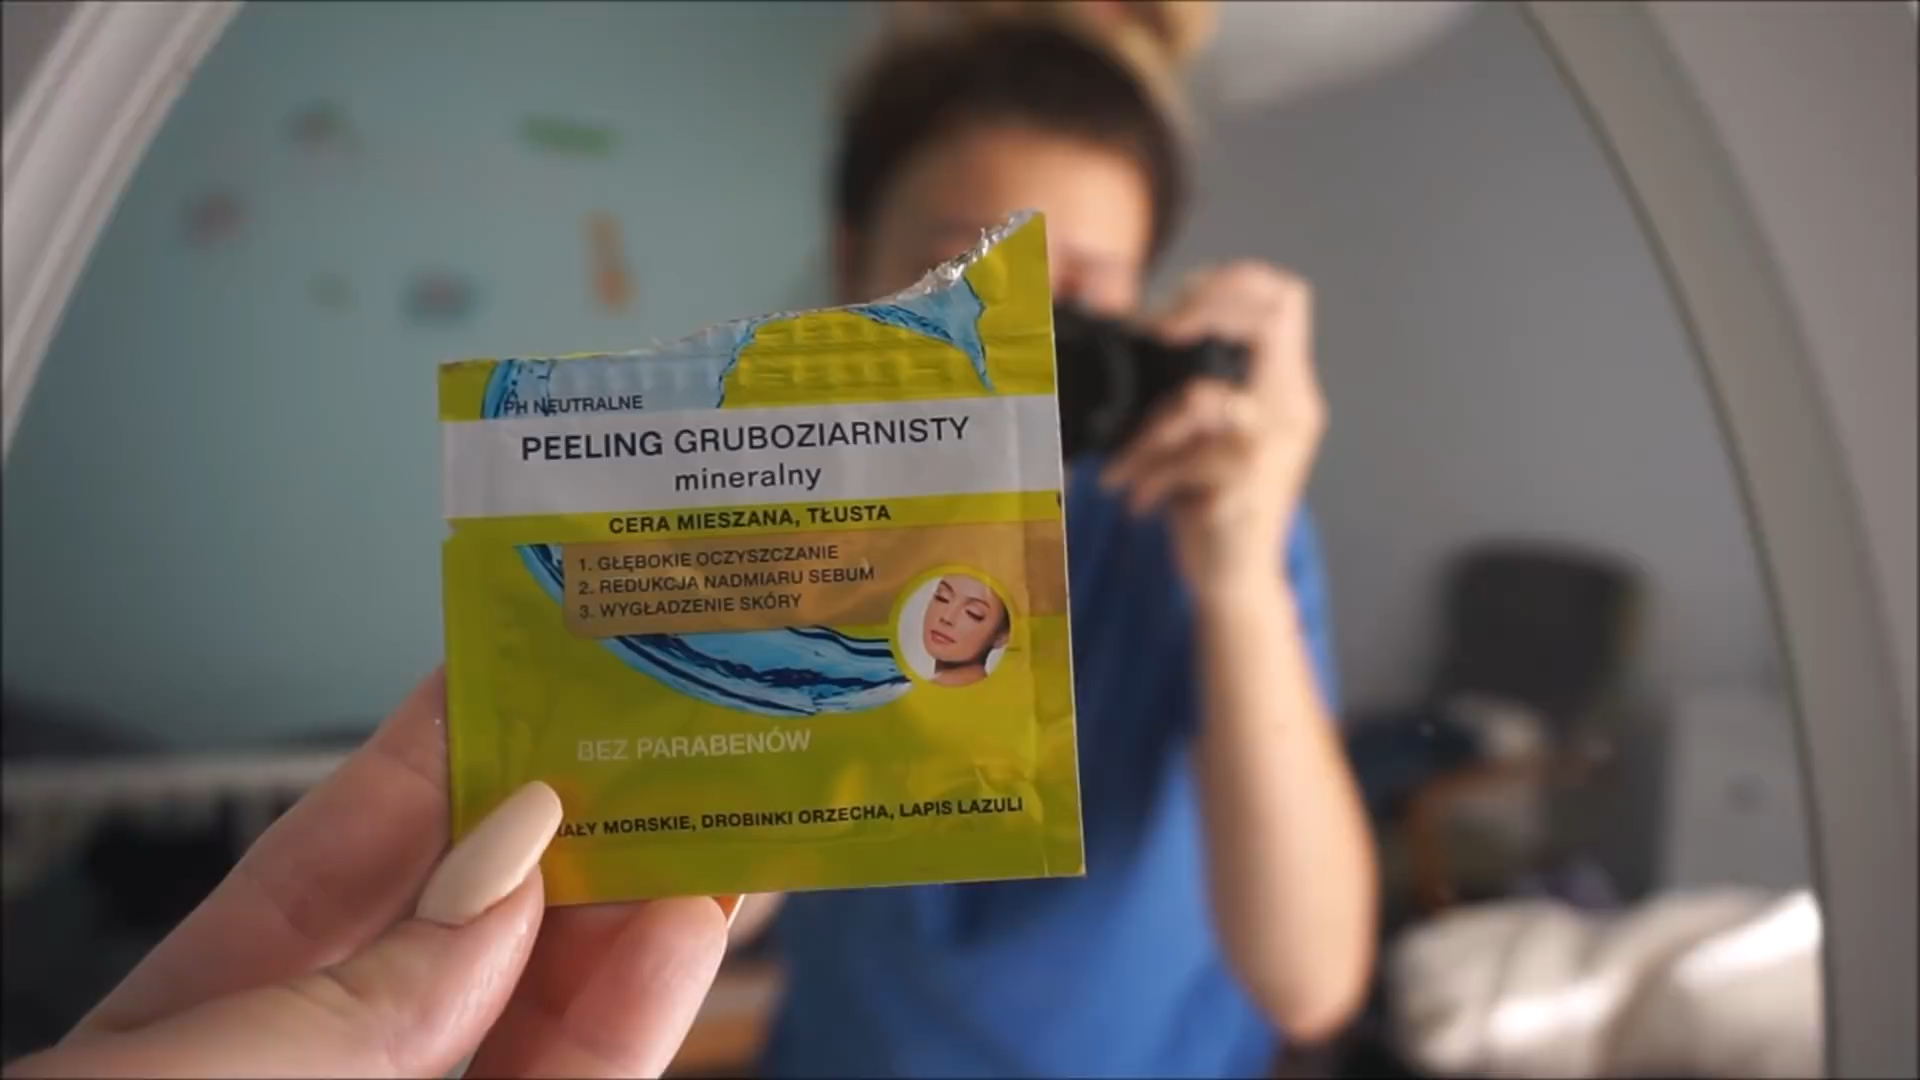 PH NEUTRALNE
PEELING GRUBOZIARNISTY
mineralny
CERA MIESZANA, TŁUSTA
1. GŁĘBOKIE OCZYSZCZANIE
2. REDUKCJA NADMIARU SEBUM
3. WYGŁADZENIE SKÓRY
BEZ PARABENÓW
MORSKIE, DROBINKI ORZECHA, LAPIS LAZULI